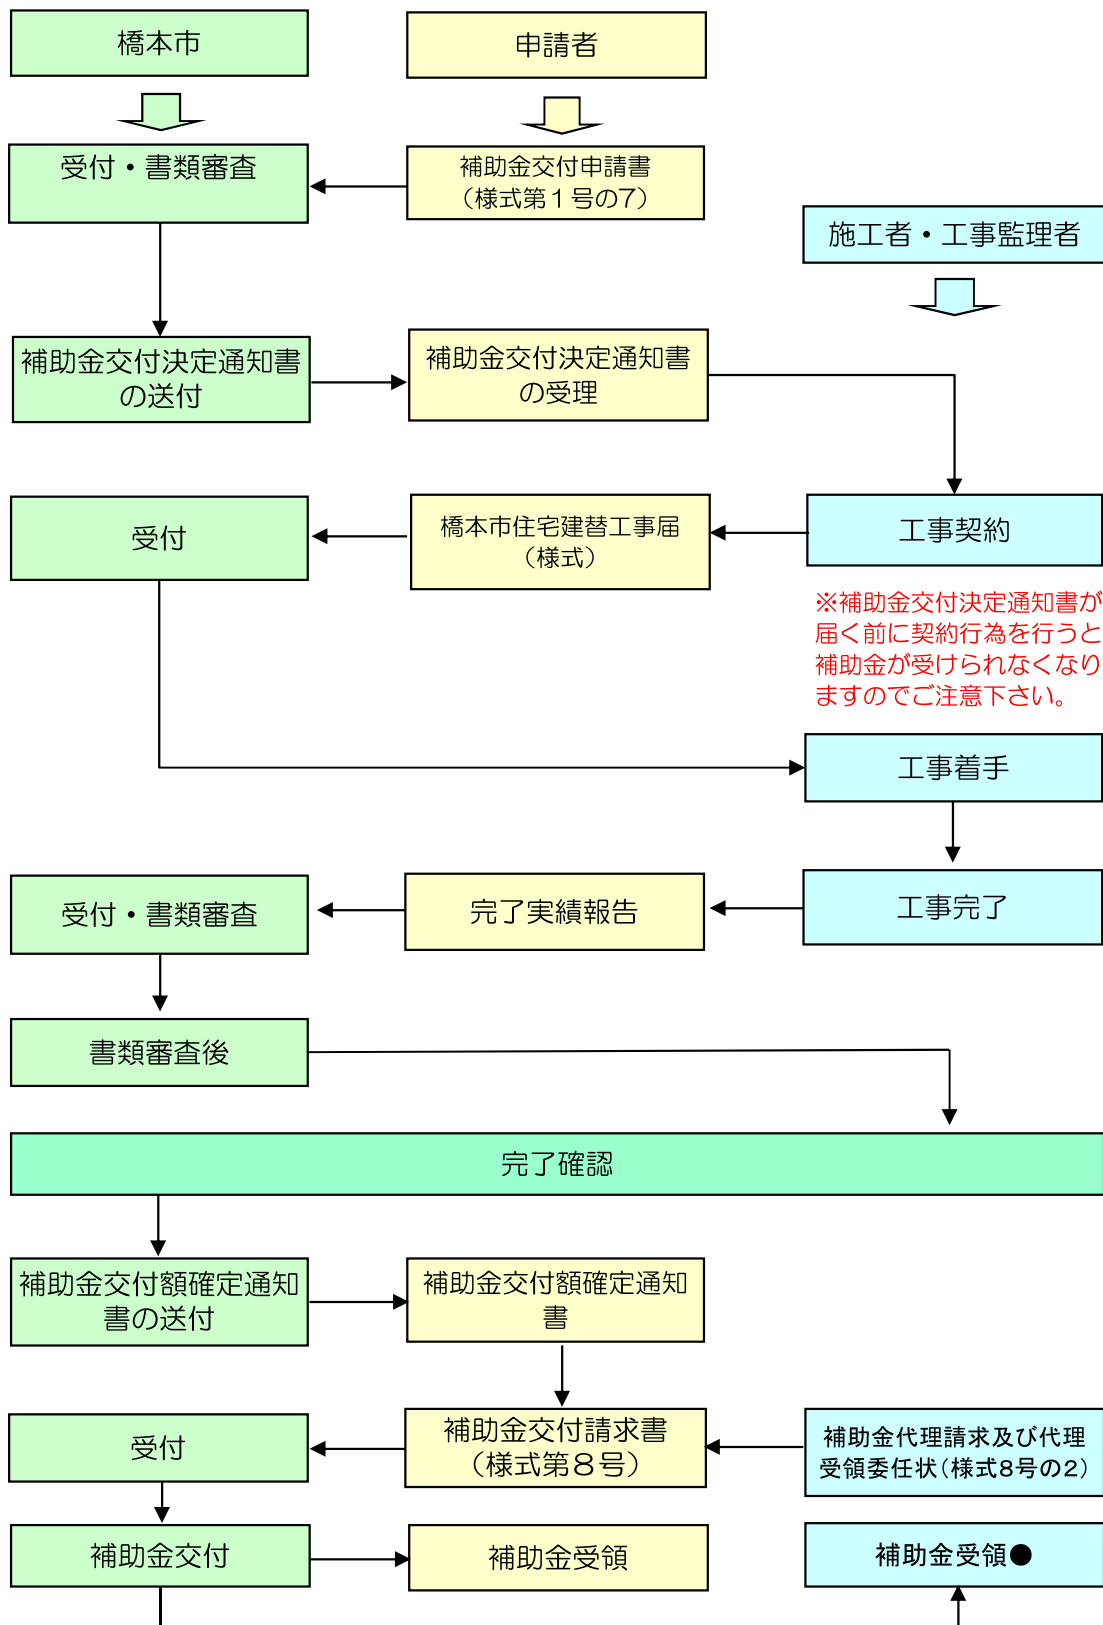 橋本市
申請者
受付・書類審査
補助金交付申請書
（様式第１号の７）
施工者・工事監理者
補助金交付決定通知書
の送付
補助金交付決定通知書
の受理
受付
橋本市住宅建替工事届
（様式）
工事契約
※補助金交付決定通知書が
届く前に契約行為を行うと
補助金が受けられなくなり
ますのでご注意下さい。
工事着手
受付・書類審査
完了実績報告
工事完了
書類審査後
完了確認
補助金交付額確定通知
書の送付
補助金交付額確定通知
書
受付
補助金交付請求書
（様式第８号）
補助金代理請求及び代理
受領委任状（様式８号の２）
補助金交付
補助金受領
補助金受領●